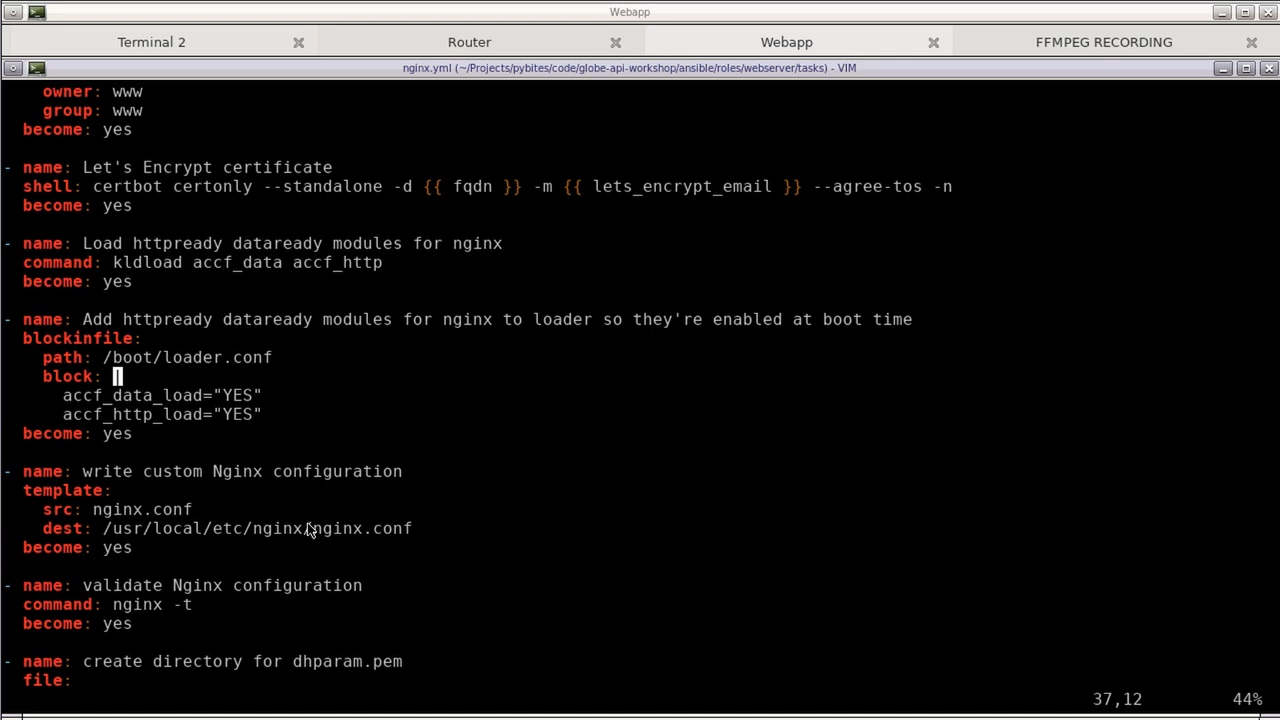 Webapp
Terminal 2
Router
Webapp
FFMPEG RECORDING
nginx.yml (~/Projects/pybites/code/globe-api-workshop/ansible/roles/webserver/tasks) - VIM
owner: www
group: www
become: yes
- name: Let's Encrypt certificate
shell: certbot certonly --standalone -d {{ fqdn }} -m {{ lets_encrypt_email }} --agree-tos -n
become: yes
- name: Load httpready dataready modules for nginx
command: kldload accf_data accf_http
become: yes
- name: Add httpready dataready modules for nginx to loader so they're enabled at boot time
blockinfile:
path: /boot/loader.conf
block: |
accf_data_load="YES"
accf_http_load="YES"
become: yes
- name: write custom Nginx configuration
template:
src: nginx.conf
dest: /usr/local/etc/nginx/nginx.conf
become: yes
- name: validate Nginx configuration
command: nginx -t
become: yes
- name: create directory for dhparam.pem
file:
37,12 44%